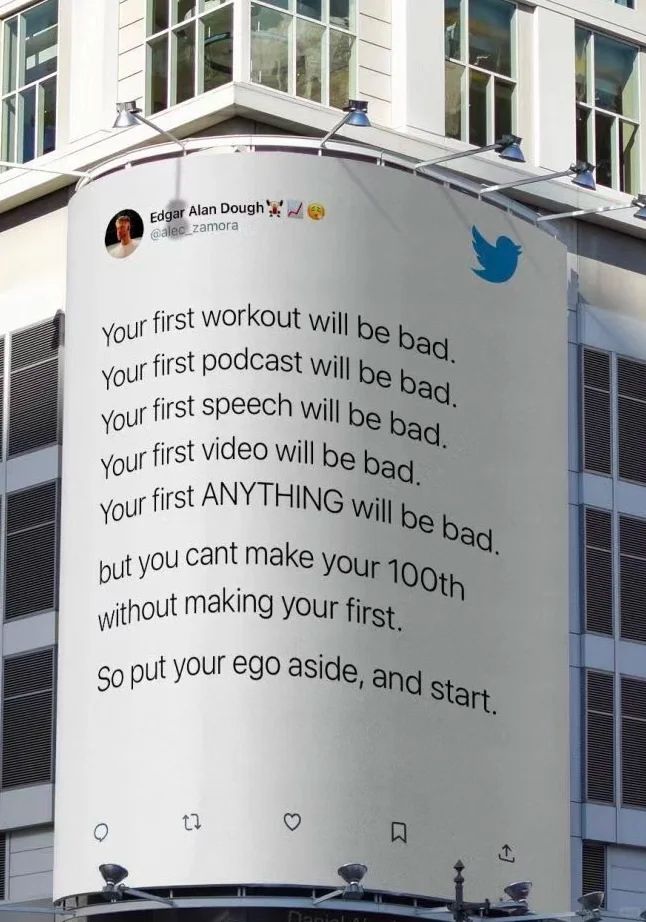 Edgar Alan Dough
@alec_zamora
Your first workout will be bad.
Your first podcast will be bad.
Your first speech will be bad.
Your first video will be bad.
Your first ANYTHING will be bad.
but you cant make your 100th
without making your first.
So put your ego aside, and start.